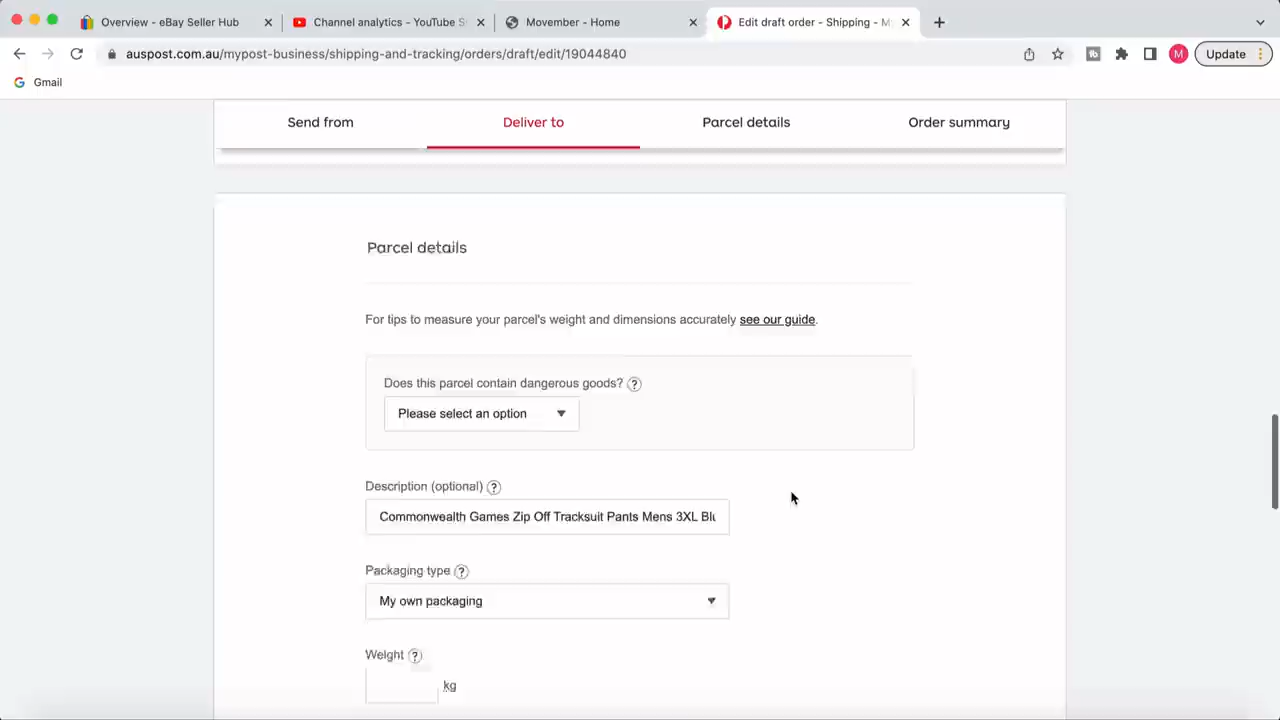 Overview - eBay Seller Hub
Channel analytics - YouTube S
Movember - Home
Edit draft order - Shipping - M
auspost.com.au/mypost-business/shipping-and-tracking/orders/draft/edit/19044840
M
Update
Gmail
Send from
Deliver to
Parcel details
Order summary
Parcel details
For tips to measure your parcel's weight and dimensions accurately see our guide.
Does this parcel contain dangerous goods? ?
Please select an option
Description (optional) ?
Commonwealth Games Zip Off Tracksuit Pants Mens 3XL Blu
Packaging type ?
My own packaging
Weight ?
kg